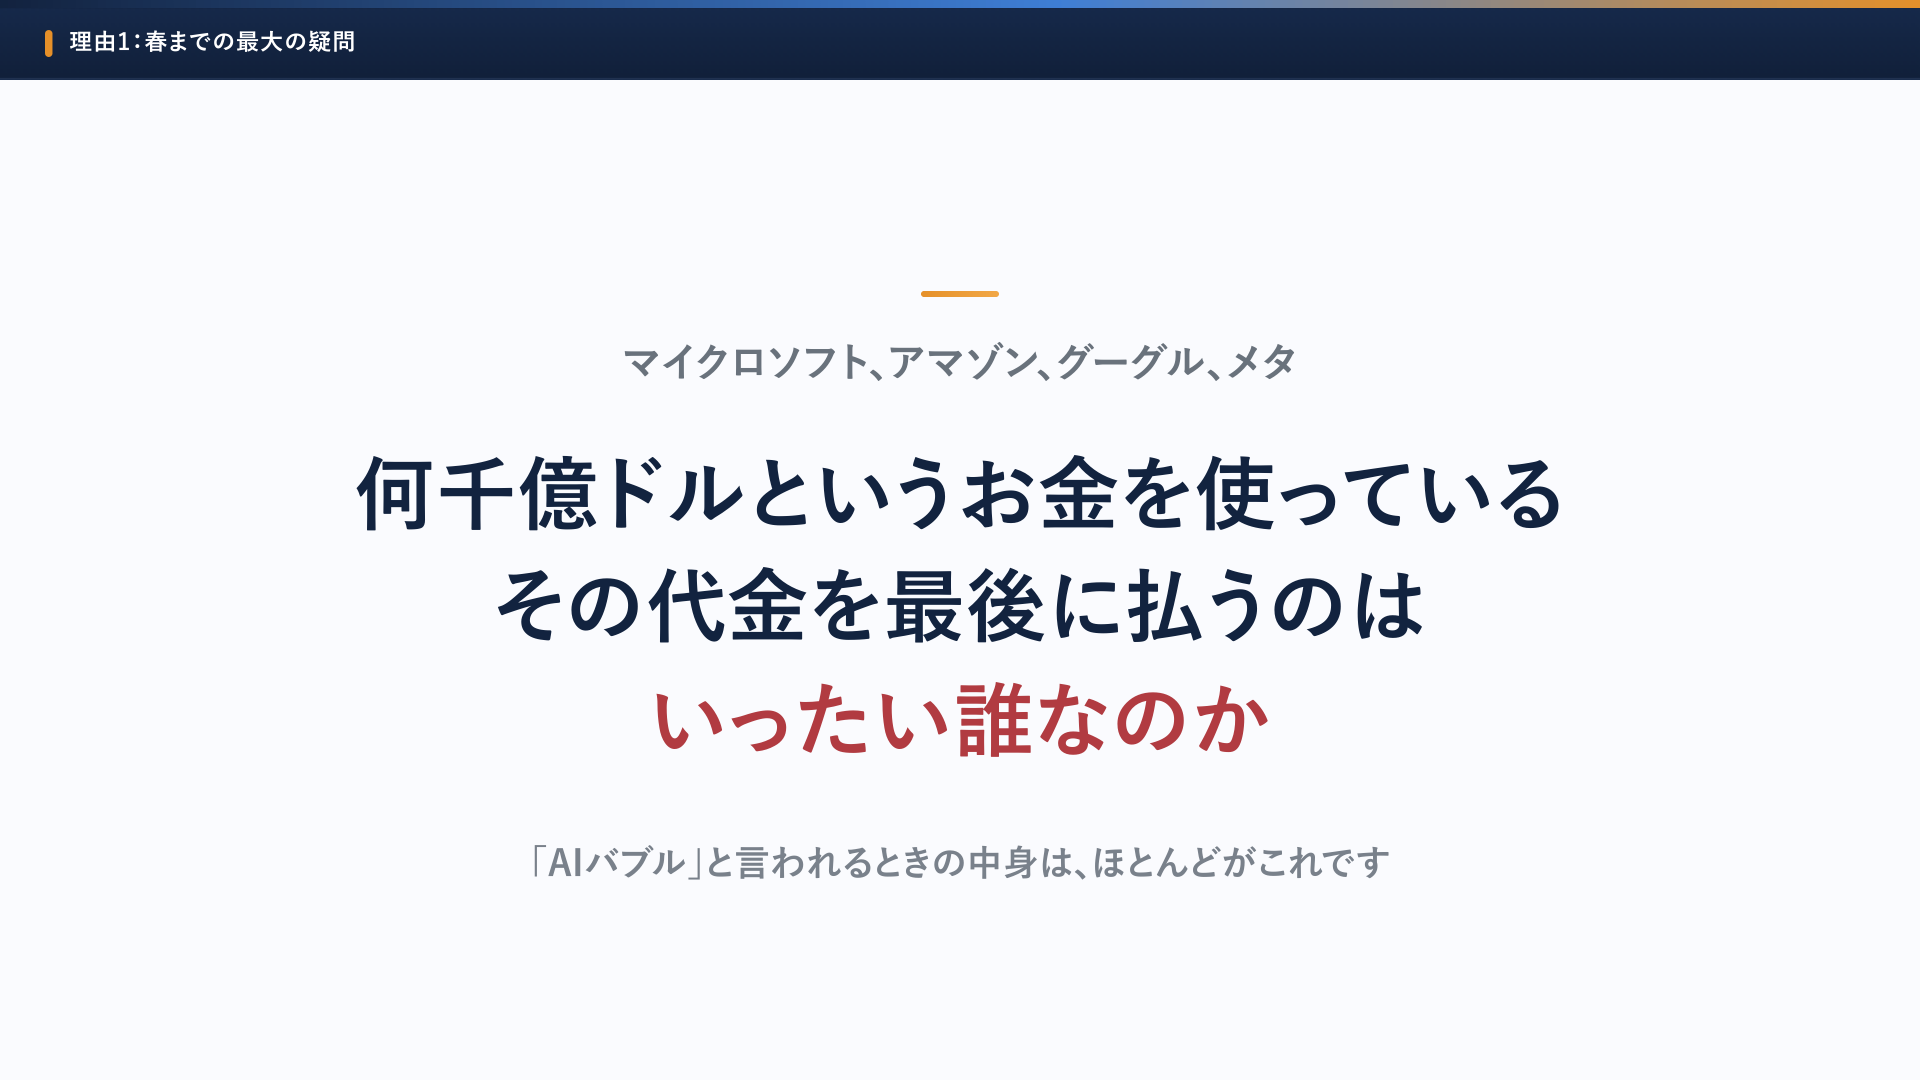 理由1：春までの最大の疑問
マイクロソフト、アマゾン、グーグル、メタ
何千億ドルというお金を使っている
その代金を最後に払うのは
いったい誰なのか
「AIバブル」と言われるときの中身は、ほとんどがこれです